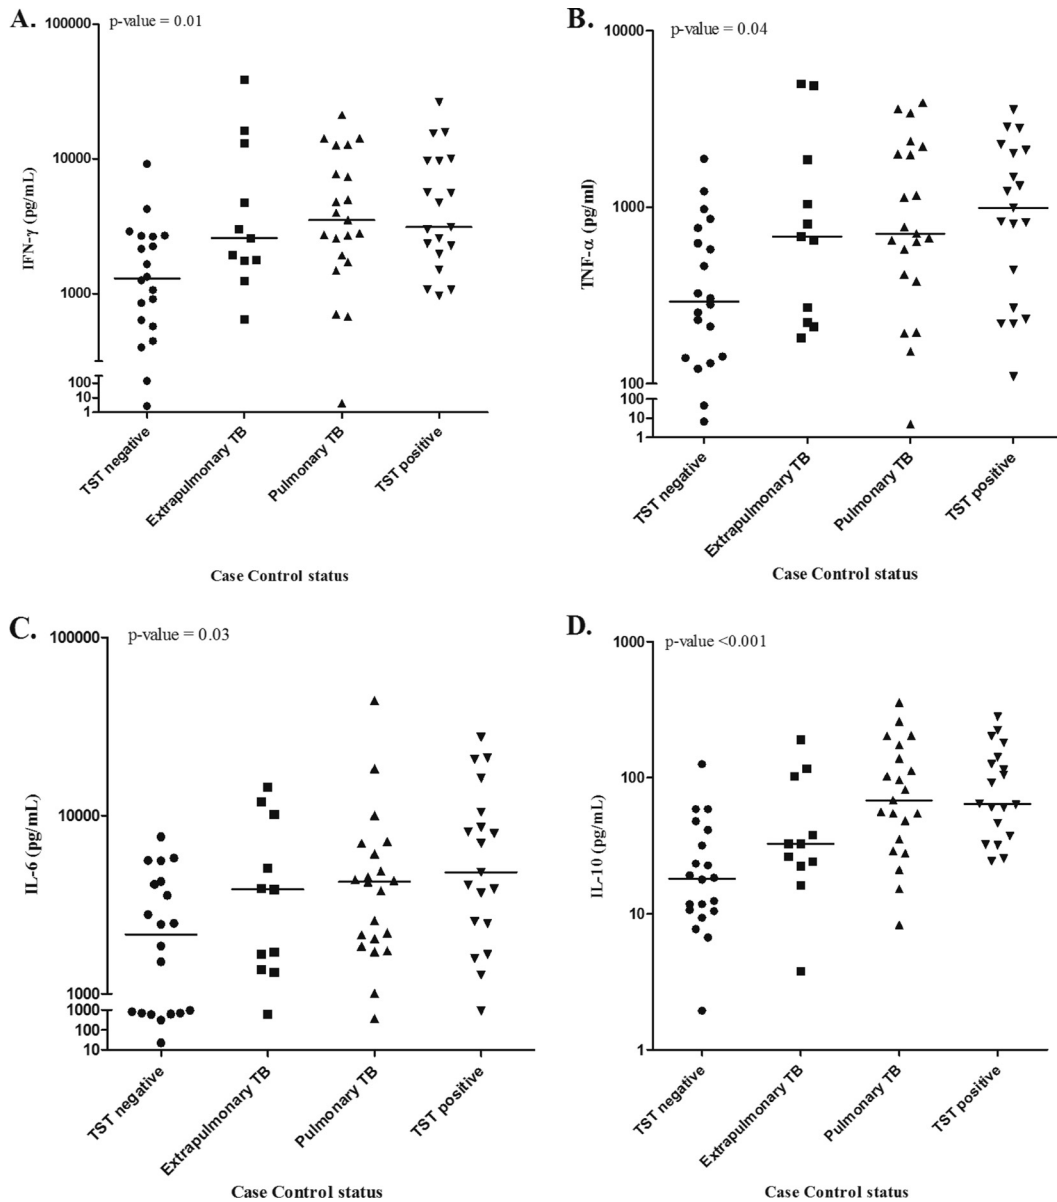 A.
p-value = 0.01
100000
10000
1000
100
10
1
IFN-γ (pg/mL)
TST negative
Extrapulmonary TB
Pulmonary TB
TST positive
Case Control status
B.
p-value = 0.04
10000
1000
100
100
10
1
TNF-α (pg/ml)
TST negative
Extrapulmonary TB
Pulmonary TB
TST positive
Case Control status
C.
p-value = 0.03
100000
10000
1000
1000
100
10
IL-6 (pg/mL)
TST negative
Extrapulmonary TB
Pulmonary TB
TST positive
Case Control status
D.
p-value <0.001
1000
100
10
1
IL-10 (pg/mL)
TST negative
Extrapulmonary TB
Pulmonary TB
TST positive
Case Control status